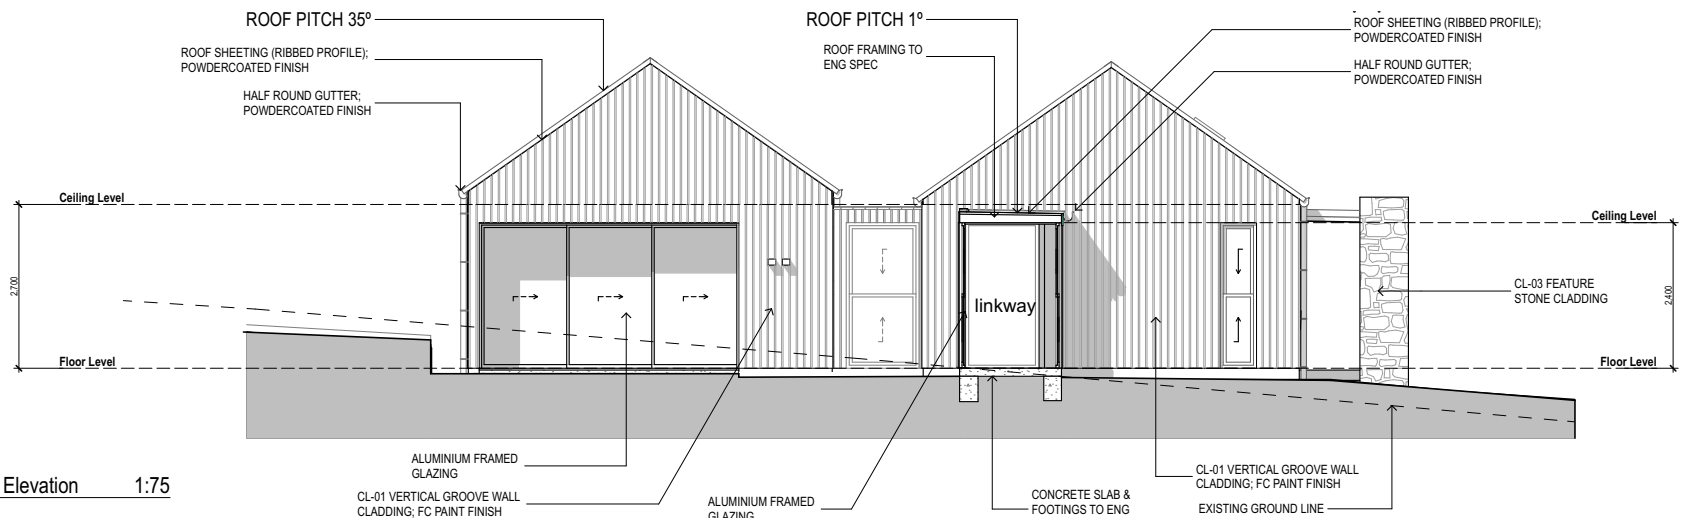 ROOF PITCH 35º
ROOF SHEETING (RIBBED PROFILE);
POWDERCOATED FINISH
HALF ROUND GUTTER;
POWDERCOATED FINISH
ROOF PITCH 1º
ROOF FRAMING TO
ENG SPEC
ROOF SHEETING (RIBBED PROFILE);
POWDERCOATED FINISH
HALF ROUND GUTTER;
POWDERCOATED FINISH
Ceiling Level
Ceiling Level
2,700
2,400
linkway
CL-03 FEATURE
STONE CLADDING
Floor Level
Floor Level
ALUMINIUM FRAMED
GLAZING
CL-01 VERTICAL GROOVE WALL
CLADDING; FC PAINT FINISH
ALUMINIUM FRAMED
GLAZING
CONCRETE SLAB &
FOOTINGS TO ENG
CL-01 VERTICAL GROOVE WALL
CLADDING; FC PAINT FINISH
EXISTING GROUND LINE
Elevation 1:75